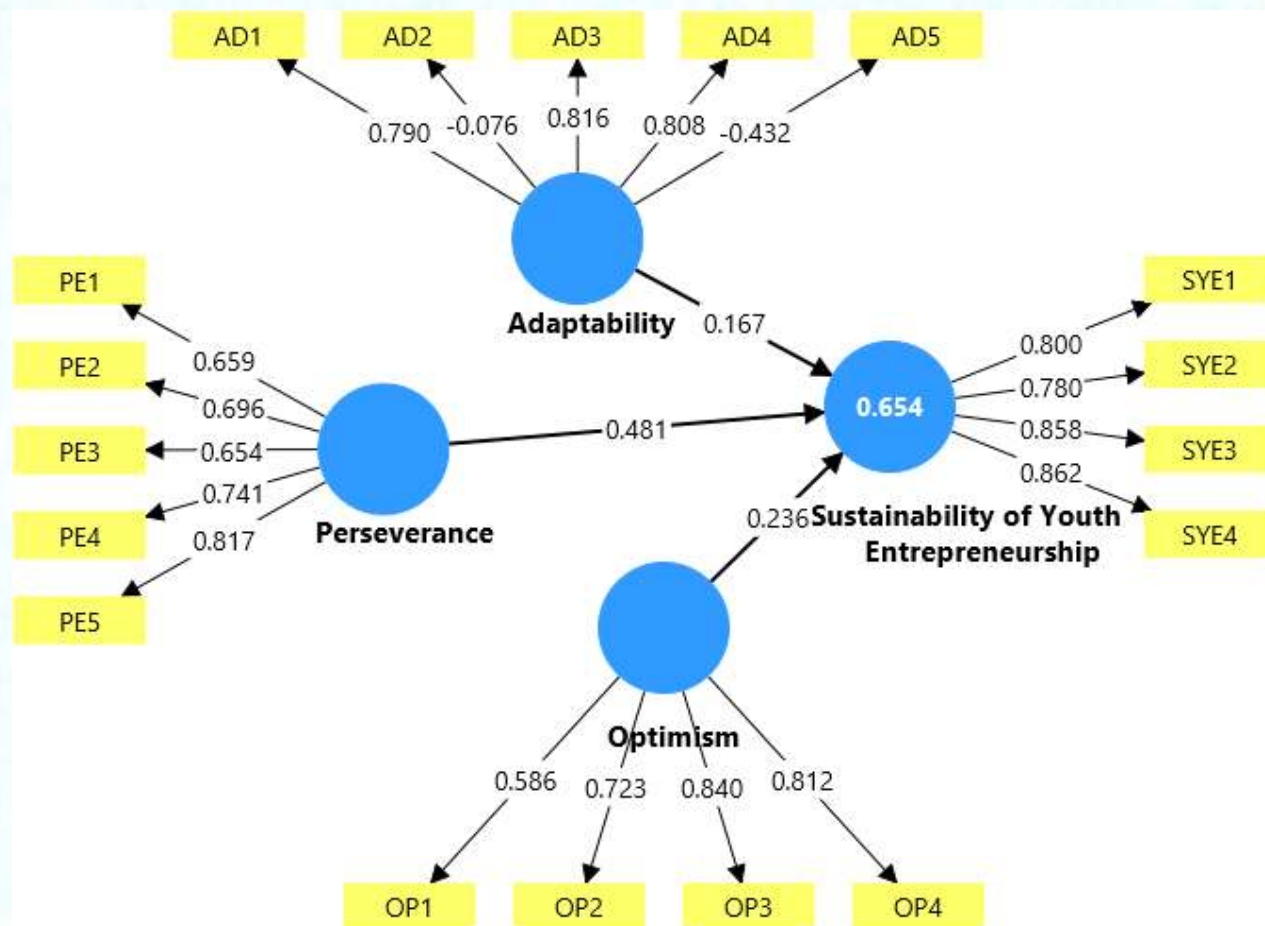 AD1 AD2 AD3 AD4 AD5
0.790 -0.076 0.816 0.808 -0.432
PE1
PE2
PE3
PE4
PE5
0.659
0.696
0.654
0.741
0.817
Adaptability
0.167
Perseverance
0.481
0.236
Optimism
0.586 0.723 0.840 0.812
OP1 OP2 OP3 OP4
0.654
Sustainability of Youth
Entrepreneurship
0.800
0.780
0.858
0.862
SYE1
SYE2
SYE3
SYE4